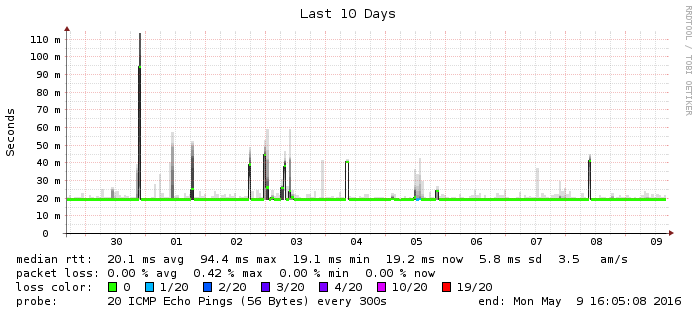 Last 10 Days
RRDTOOL / TOBI OETIKER
Seconds
110 m
100 m
90 m
80 m
70 m
60 m
50 m
40 m
30 m
20 m
10 m
0
30 01 02 03 04 05 06 07 08 09
median rtt: 20.1 ms avg 94.4 ms max 19.1 ms min 19.2 ms now 5.8 ms sd 3.5 am/s
packet loss: 0.00 % avg 0.42 % max 0.00 % min 0.00 % now
loss color: 0 1/20 2/20 3/20 4/20 10/20 19/20
probe: 20 ICMP Echo Pings (56 Bytes) every 300s end: Mon May 9 16:05:08 2016